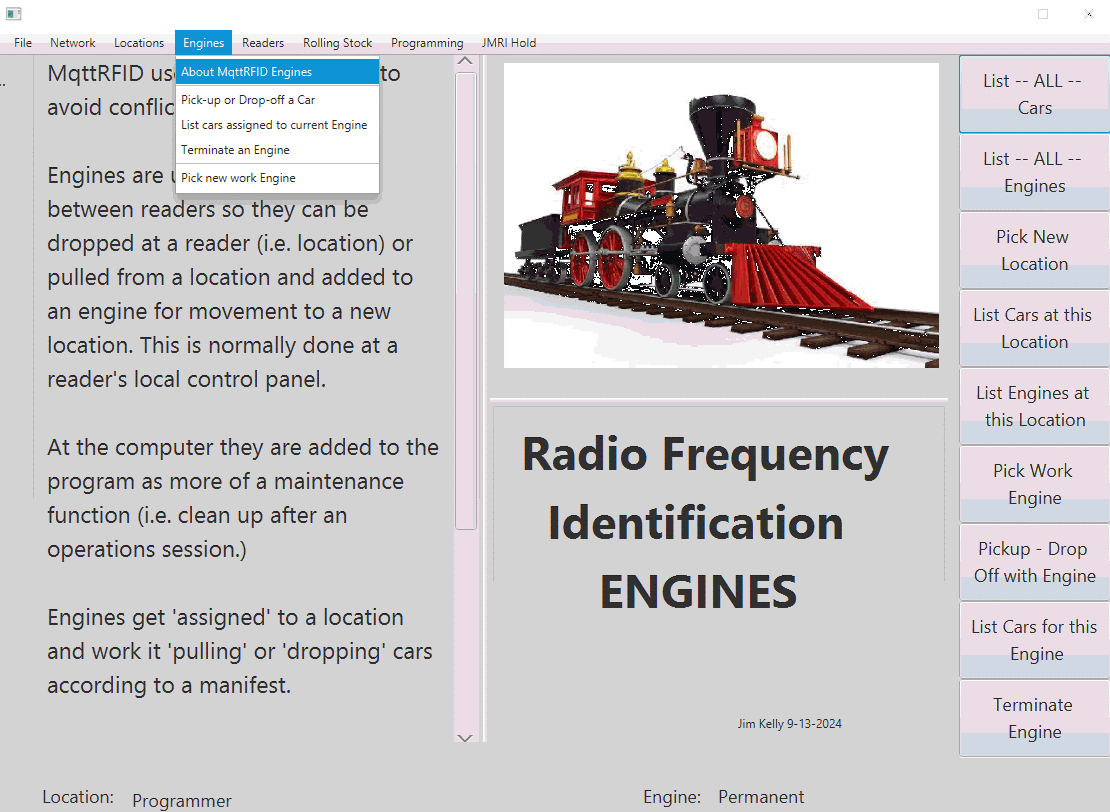 File Network Locations Engines Readers Rolling Stock Programming JMRI Hold
About MqttRFID Engines
Pick-up or Drop-off a Car
List cars assigned to current Engine
Terminate an Engine
Pick new work Engine
..
MqttRFID to
avoid
Engines are
between readers so they can be
dropped at a reader (i.e. location) or
pulled from a location and added to
an engine for movement to a new
location. This is normally done at a
reader's local control panel.
At the computer they are added to the
program as more of a maintenance
function (i.e. clean up after an
operations session.)
Engines get 'assigned' to a location
and work it 'pulling' or 'dropping' cars
according to a manifest.
Radio Frequency
Identification
ENGINES
Jim Kelly 9-13-2024
List -- ALL --
Cars
List -- ALL --
Engines
Pick New
Location
List Cars at this
Location
List Engines at
this Location
Pick Work
Engine
Pickup - Drop
Off with Engine
List Cars for this
Engine
Terminate
Engine
Location: Programmer
Engine: Permanent